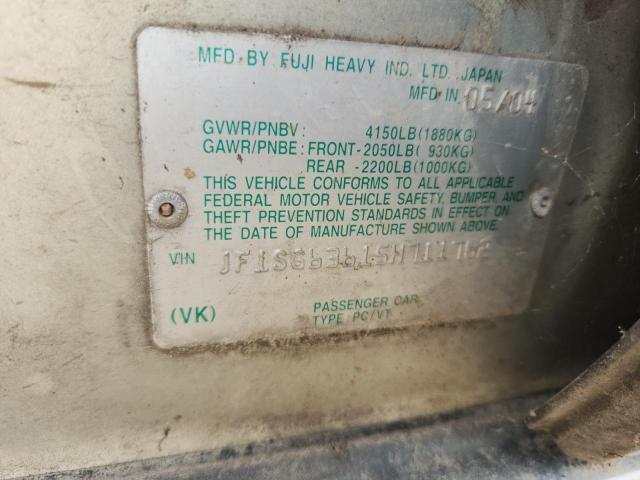 MFD. BY FUJI HEAVY IND. LTD. JAPAN
MFD IN 05/04
GVWR/PNBV : 4150LB(1880KG)
GAWR/PNBE : FRONT-2050LB( 930KG)
REAR -2200LB(1000KG)
THIS VEHICLE CONFORMS TO ALL APPLICABLE
FEDERAL MOTOR VEHICLE SAFETY, BUMPER, AND
THEFT PREVENTION STANDARDS IN EFFECT ON
THE DATE OF MANUFACTURE SHOWN ABOVE.
VIN
PASSENGER CAR
(VK) TYPE PC/VT